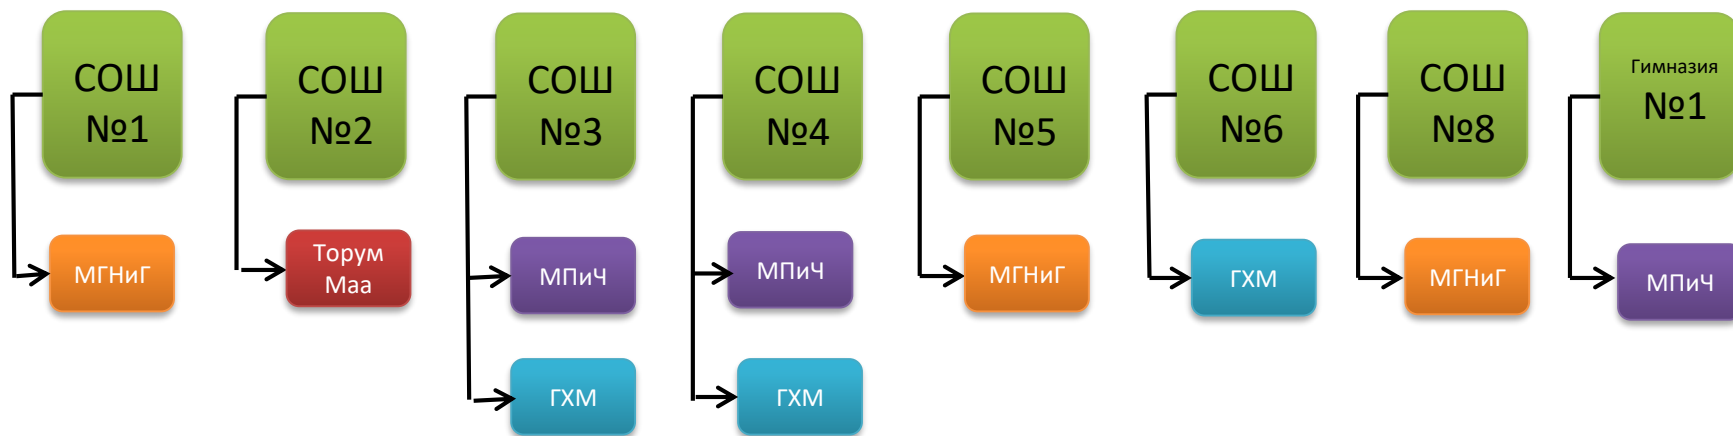 СОШ
№1
СОШ
№2
СОШ
№3
СОШ
№4
СОШ
№5
СОШ
№6
СОШ
№8
Гимназия
№1
МГНиГ
Торум
Маа
МПиЧ
МПиЧ
МГНиГ
ГХМ
МГНиГ
МПиЧ
ГХМ
ГХМ